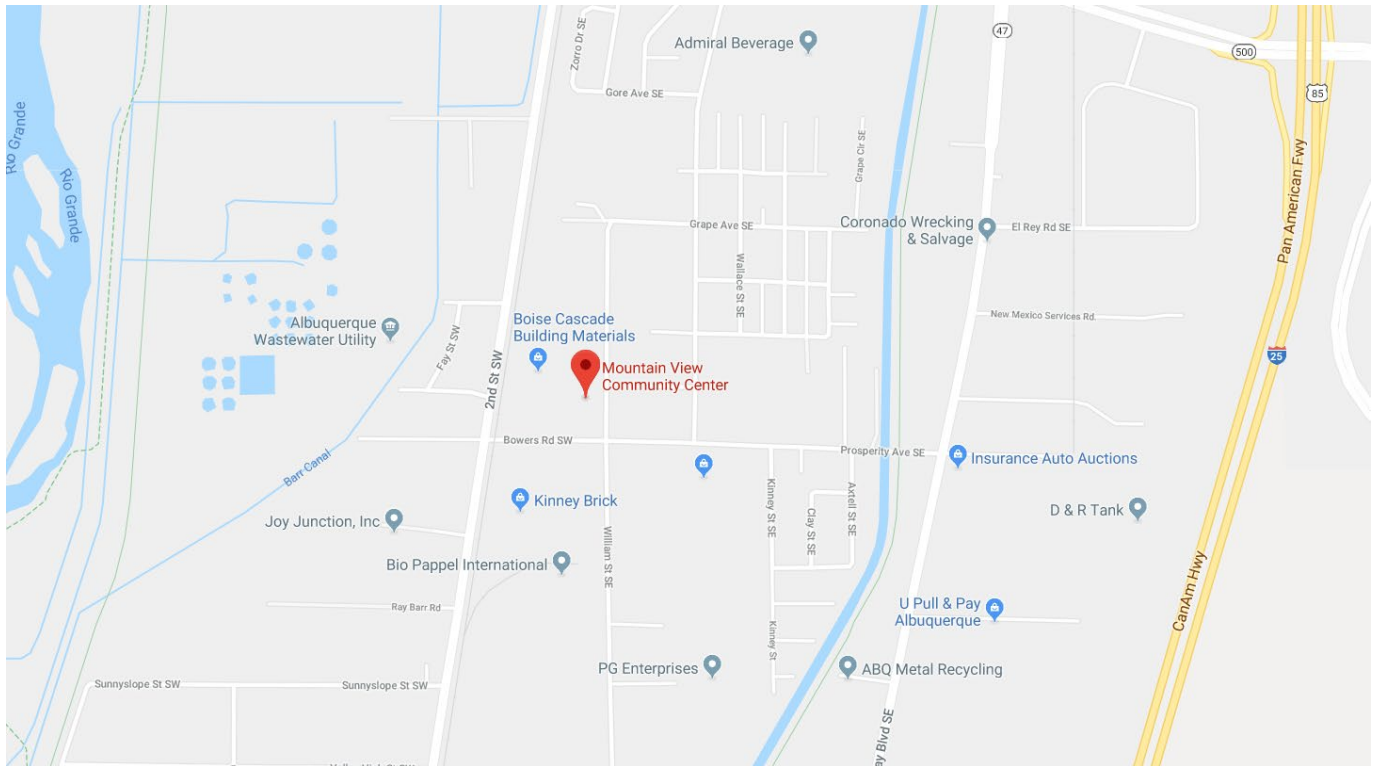 47
500
85
Admiral Beverage
Zorro Dr SE
Gore Ave SE
Rio Grande
Rio Grande
Grape Cir SE
Pan American Fwy
Grape Ave SE
Coronado Wrecking
& Salvage
El Rey Rd SE
Wallace St SE
Albuquerque
Wastewater Utility
Fay St SW
2nd St SW
Boise Cascade
Building Materials
New Mexico Services Rd.
25
Mountain View
Community Center
Bowers Rd SW
Prosperity Ave SE
Insurance Auto Auctions
Barr Canal
Kinney Brick
Kinney St SE
Clay St SE
Axtell St SE
D & R Tank
Joy Junction, Inc
Bio Pappel International
William St SE
CanAm Hwy
Ray Barr Rd
U Pull & Pay
Albuquerque
Kinney St
PG Enterprises
ABQ Metal Recycling
Sunnyslope St SW
Sunnyslope St SW
Blvd SE